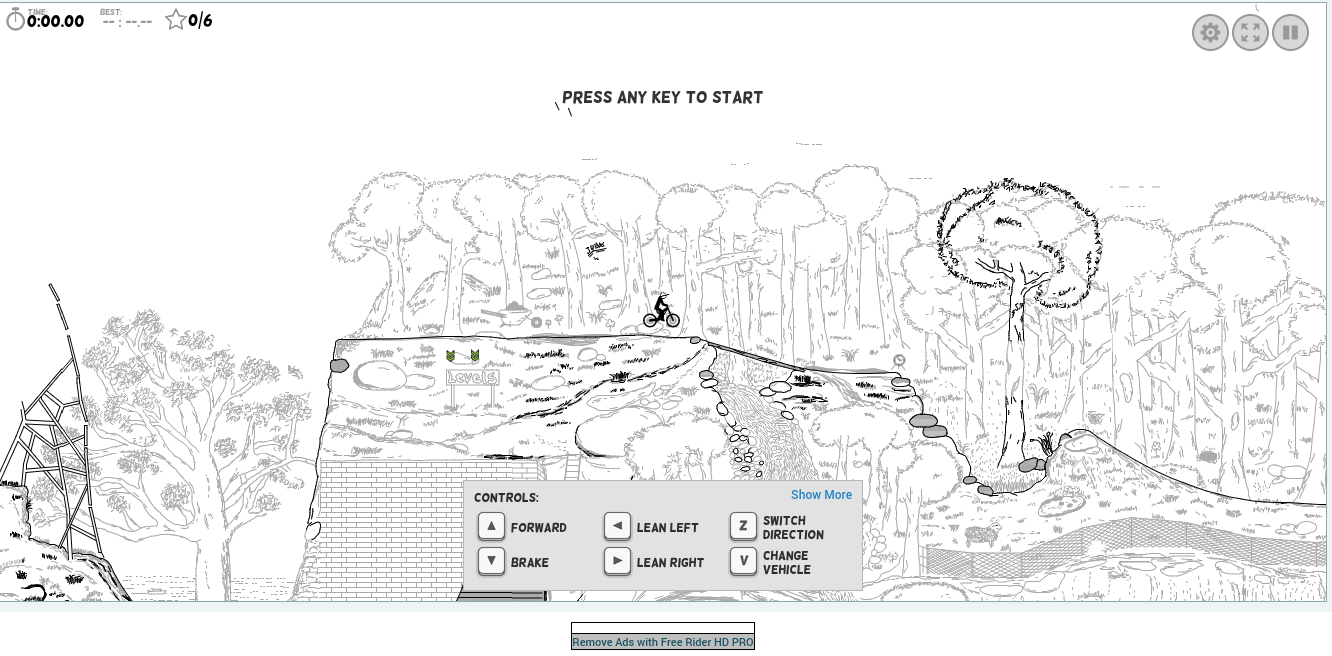 TIME:
0:00.00
BEST:
-- : --.--
0/6
PRESS ANY KEY TO START
Levels
CONTROLS:
Show More
FORWARD
LEAN LEFT
Z
SWITCH
DIRECTION
BRAKE
LEAN RIGHT
V
CHANGE
VEHICLE
Remove Ads with Free Rider HD PRO